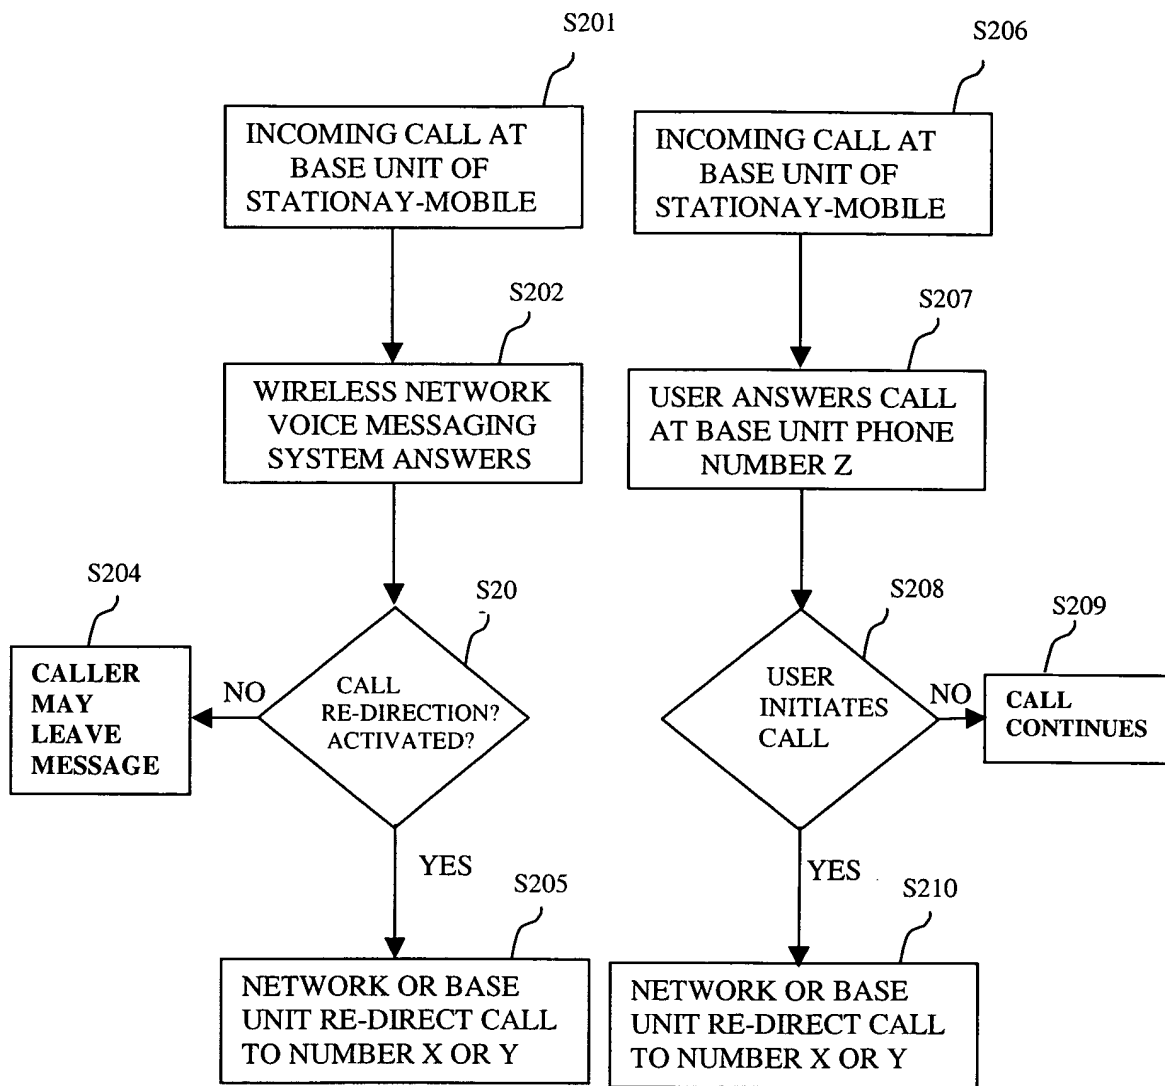 S201
INCOMING CALL AT
BASE UNIT OF
STATIONAY-MOBILE
S202
WIRELESS NETWORK
VOICE MESSAGING
SYSTEM ANSWERS
S20
CALL
RE-DIRECTION?
ACTIVATED?
NO
S204
CALLER
MAY
LEAVE
MESSAGE
YES
S205
NETWORK OR BASE
UNIT RE-DIRECT CALL
TO NUMBER X OR Y
S206
INCOMING CALL AT
BASE UNIT OF
STATIONAY-MOBILE
S207
USER ANSWERS CALL
AT BASE UNIT PHONE
NUMBER Z
S208
USER
INITIATES
CALL
NO
S209
CALL
CONTINUES
YES
S210
NETWORK OR BASE
UNIT RE-DIRECT CALL
TO NUMBER X OR Y